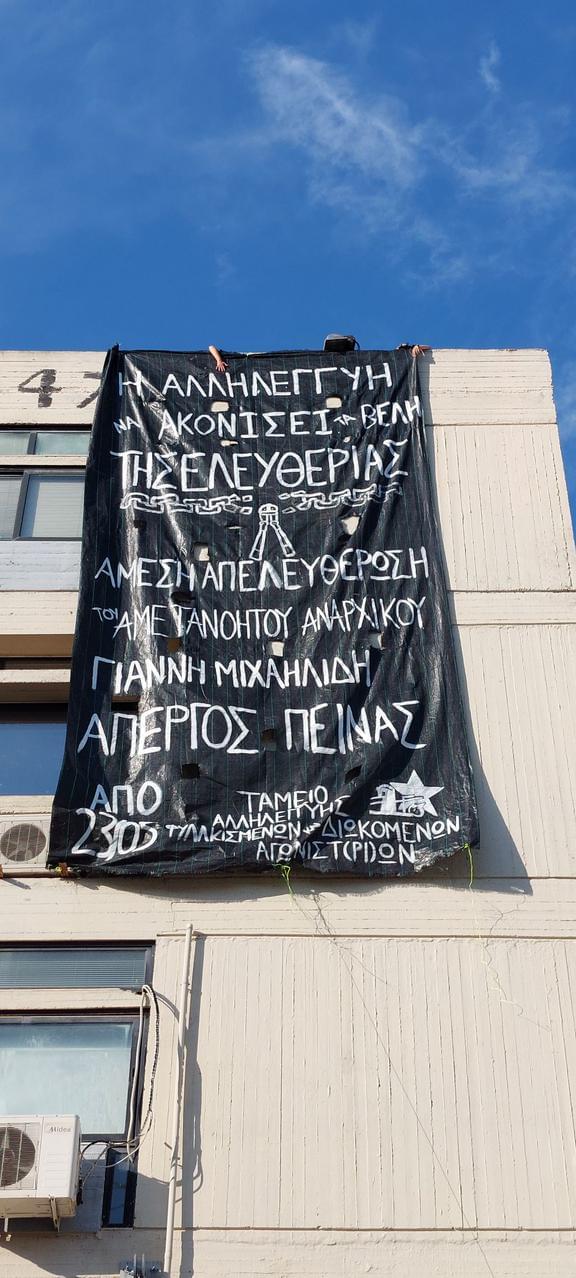 47
Η ΑΛΛΗΛΕΓΓΥΗ
ΝΑ ΑΚΟΝΙΣΕΙ ΤΑ ΒΕΛΗ
ΤΗΣ ΕΛΕΥΘΕΡΙΑΣ
ΑΜΕΣΗ ΑΠΕΛΕΥΘΕΡΩΣΗ
ΤΟΥ ΑΜΕΤΑΝΟΗΤΟΥ ΑΝΑΡΧΙΚΟΥ
ΓΙΑΝΝΗ ΜΙΧΑΗΛΙΔΗ
ΑΠΕΡΓΟΣ ΠΕΙΝΑΣ
ΑΠΟ
23/05
ΤΑΜΕΙΟ
ΑΛΛΗΛΕΓΓΥΗΣ
ΦΥΛΑΚΙΣΜΕΝΩΝ ΚΑΙ ΔΙΩΚΟΜΕΝΩΝ
ΑΓΩΝΙΣΤ(ΡΙ)ΩΝ
Midea